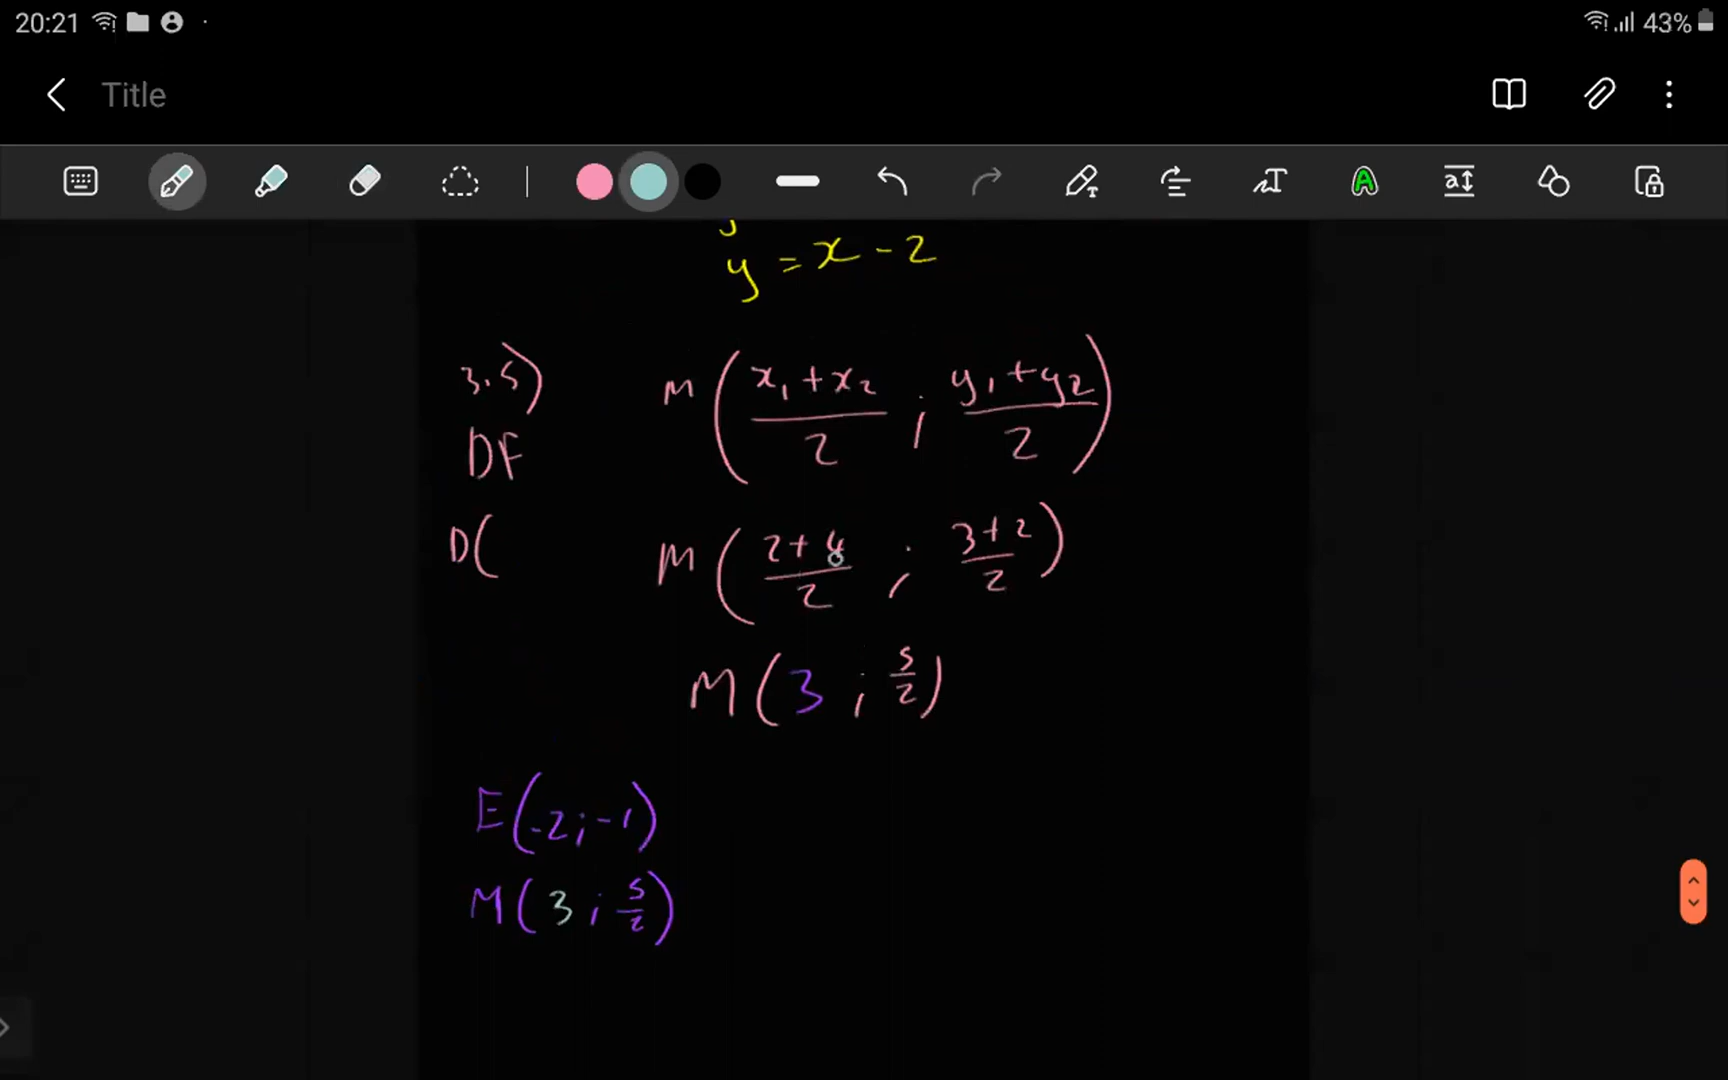 20:21
43%
Title
y = x - 2
3.5) M(x₁+x₂/2 ; y₁+y₂/2)
DF
D( M(2+4/2 ; 3+2/2)
M(3 ; 5/2)
E(-2;-1)
M(3 ; 5/2)